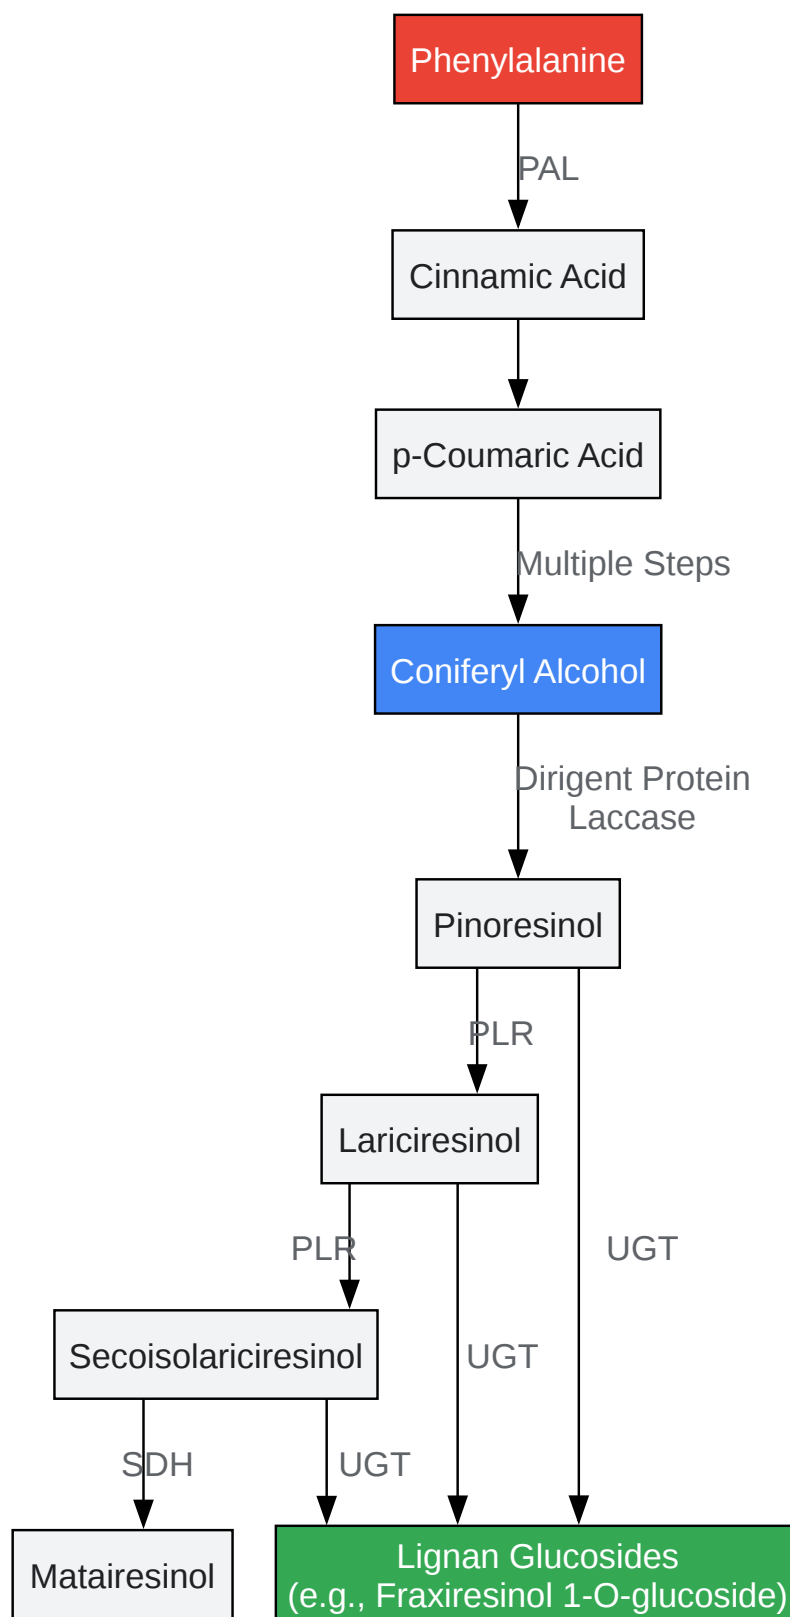 Phenylalanine
PAL
Cinnamic Acid
p-Coumaric Acid
Multiple Steps
Coniferyl Alcohol
Dirigent Protein
Laccase
Pinoresinol
PLR
Lariciresinol
PLR
UGT
Secoisolariciresinol
UGT
SDH
UGT
Matairesinol
Lignan Glucosides
(e.g., Fraxiresinol 1-O-glucoside)